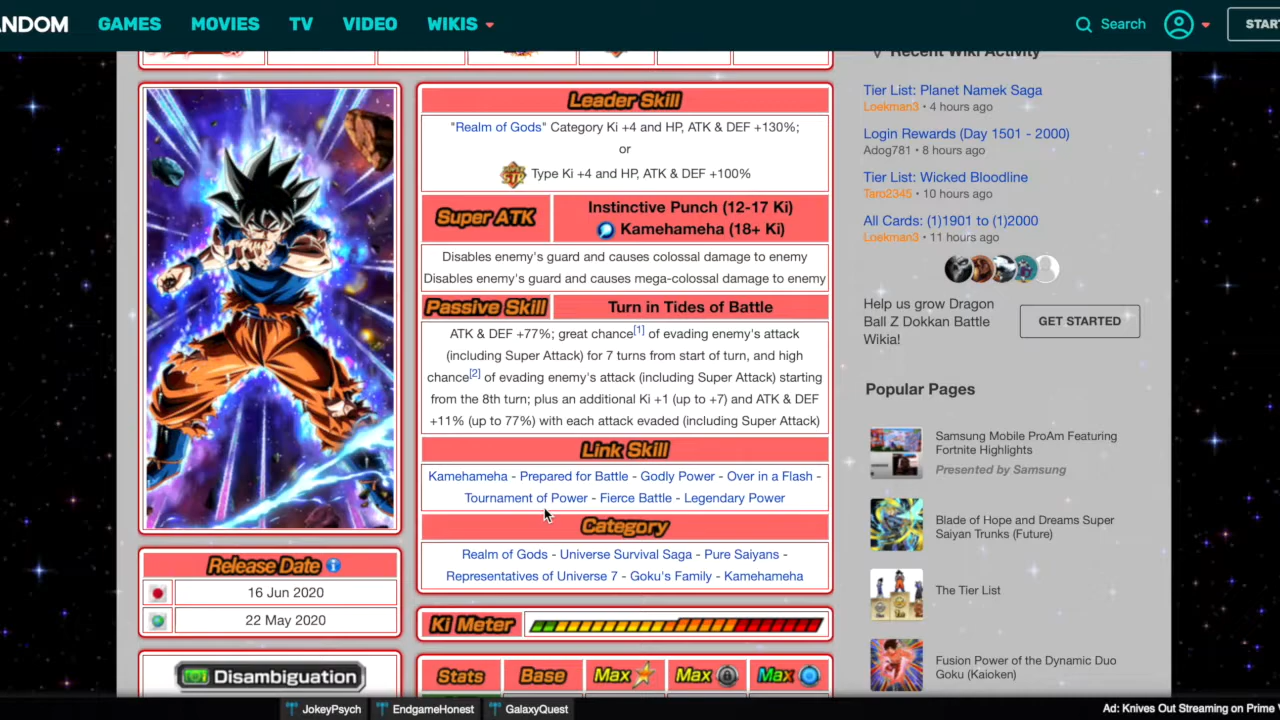 ANDOM GAMES MOVIES TV VIDEO WIKIS Search START
Recent Wiki Activity
Tier List: Planet Namek Saga
Loekman3 • 4 hours ago
Login Rewards (Day 1501 - 2000)
Adog781 • 8 hours ago
Tier List: Wicked Bloodline
Taro2345 • 10 hours ago
All Cards: (1)1901 to (1)2000
Loekman3 • 11 hours ago
Help us grow Dragon
Ball Z Dokkan Battle
Wikia!
GET STARTED
Popular Pages
Samsung Mobile ProAm Featuring
Fortnite Highlights
Presented by Samsung
Blade of Hope and Dreams Super
Saiyan Trunks (Future)
The Tier List
Fusion Power of the Dynamic Duo
Goku (Kaioken)
Leader Skill
"Realm of Gods" Category Ki +4 and HP, ATK & DEF +130%;
or
SUPER STR Type Ki +4 and HP, ATK & DEF +100%
Super ATK
Instinctive Punch (12-17 Ki)
Kamehameha (18+ Ki)
Disables enemy's guard and causes colossal damage to enemy
Disables enemy's guard and causes mega-colossal damage to enemy
Passive Skill
Turn in Tides of Battle
ATK & DEF +77%; great chance[1] of evading enemy's attack
(including Super Attack) for 7 turns from start of turn, and high
chance[2] of evading enemy's attack (including Super Attack) starting
from the 8th turn; plus an additional Ki +1 (up to +7) and ATK & DEF
+11% (up to 77%) with each attack evaded (including Super Attack)
Link Skill
Kamehameha - Prepared for Battle - Godly Power - Over in a Flash -
Tournament of Power - Fierce Battle - Legendary Power
Category
Realm of Gods - Universe Survival Saga - Pure Saiyans -
Representatives of Universe 7 - Goku's Family - Kamehameha
Release Date
16 Jun 2020
22 May 2020
Disambiguation
Ki Meter
Stats Base Max Max Max
JokeyPsych EndgameHonest GalaxyQuest
Ad: Knives Out Streaming on Prime V